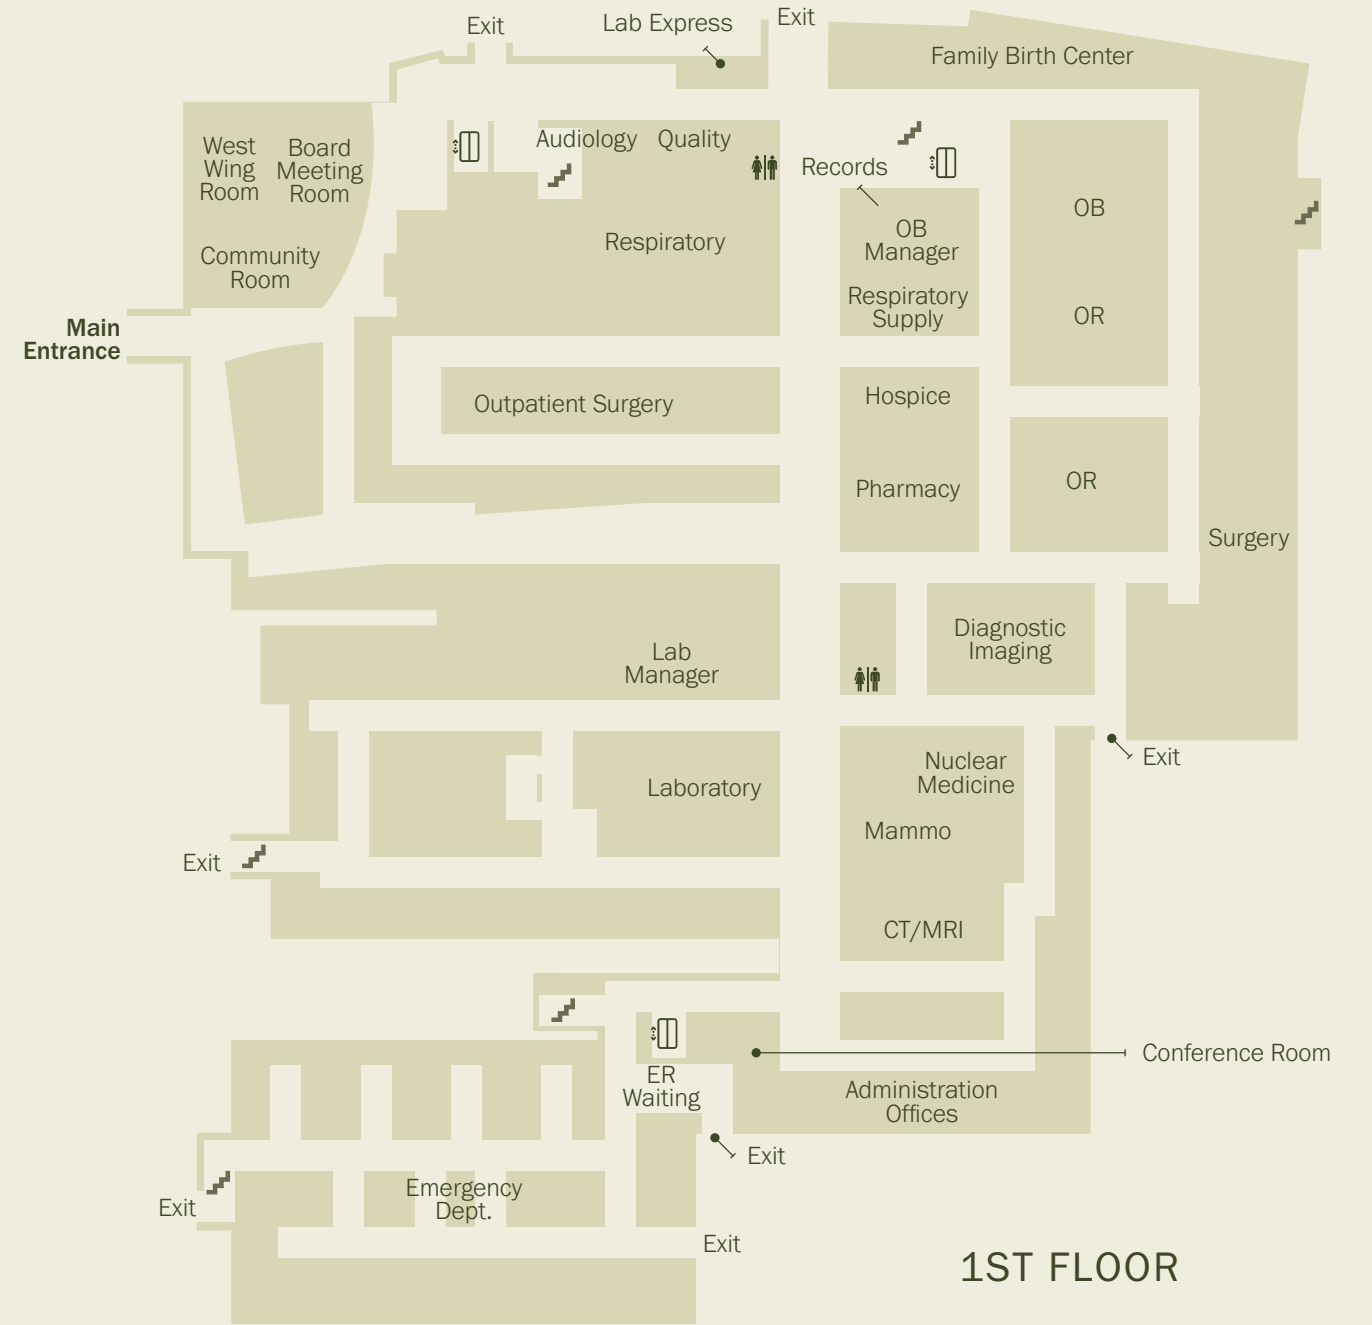 Exit
Lab Express
Exit
Family Birth Center
West
Wing
Room
Board
Meeting
Room
Audiology
Quality
Records
OB
Manager
OB
Respiratory
Community
Room
Respiratory
Supply
OR
Main
Entrance
Outpatient Surgery
Hospice
Pharmacy
OR
Surgery
Lab
Manager
Diagnostic
Imaging
Nuclear
Medicine
Exit
Laboratory
Mammo
Exit
CT/MRI
Conference Room
ER
Waiting
Administration
Offices
Exit
Emergency
Dept.
Exit
Exit
1ST FLOOR